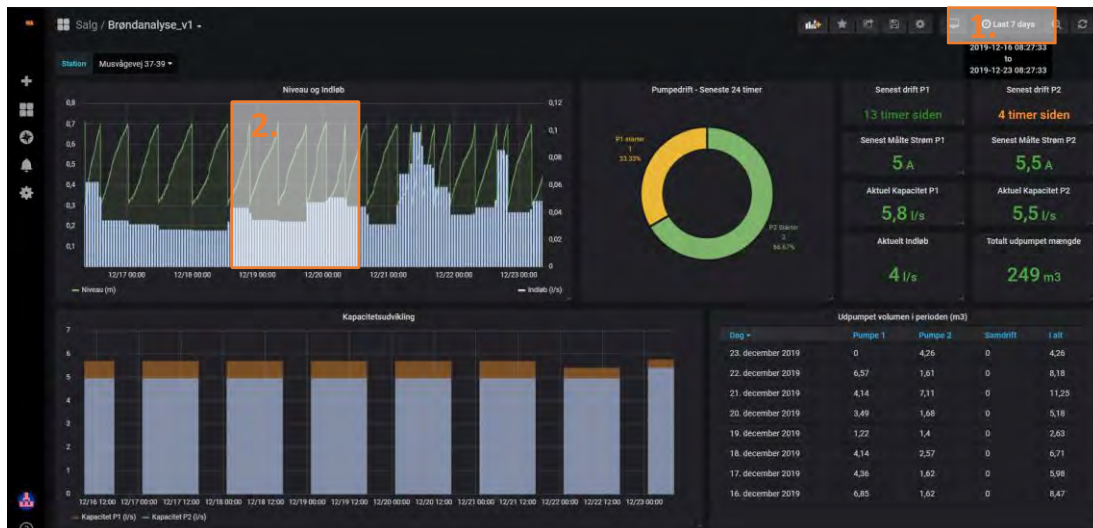 Salg / Brøndanalyse_v1
1.
Last 7 days
2019-12-16 08:27:33
to
2019-12-23 08:27:33
Station Musvågevej 37-39
Niveau og Indløb
0,8
0,7
0,6
0,5
0,4
0,3
0,2
0,1
0,12
0,1
0,08
0,06
0,04
0,02
0
2.
12/17 00:00 12/18 00:00 12/19 00:00 12/20 00:00 12/21 00:00 12/22 00:00 12/23 00:00
Niveau (m) Indløb (l/s)
Pumpedrift - Seneste 24 timer
P1 starter
1
33.33%
P2 starter
2
66.67%
Senest drift P1 Senest drift P2
13 timer siden 4 timer siden
Senest Målte Strøm P1 Senest Målte Strøm P2
5 A 5,5 A
Aktuel Kapacitet P1 Aktuel Kapacitet P2
5,8 l/s 5,5 l/s
Aktuelt Indløb Totalt udpumpet mængde
4 l/s 249 m3
Kapacitetsudvikling
7
6
5
4
3
2
1
0
12/16 12:00 12/17 00:00 12/17 12:00 12/18 00:00 12/18 12:00 12/19 00:00 12/19 12:00 12/20 00:00 12/20 12:00 12/21 00:00 12/21 12:00 12/22 00:00 12/22 12:00 12/23 00:00
Kapacitet P1 (l/s) Kapacitet P2 (l/s)
Udpumpet volumen i perioden (m3)
Dag Pumpe 1 Pumpe 2 Samdrift I alt
23. december 2019 0 4,26 0 4,26
22. december 2019 6,57 1,61 0 8,18
21. december 2019 4,14 7,11 0 11,25
20. december 2019 3,49 1,68 0 5,18
19. december 2019 1,22 1,4 0 2,63
18. december 2019 4,14 2,57 0 6,71
17. december 2019 4,36 1,62 0 5,98
16. december 2019 6,85 1,62 0 8,47